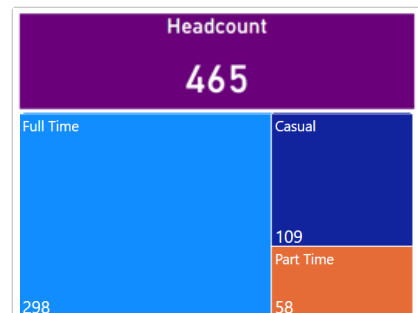 Headcount
465
Full Time
298
Casual
109
Part Time
58